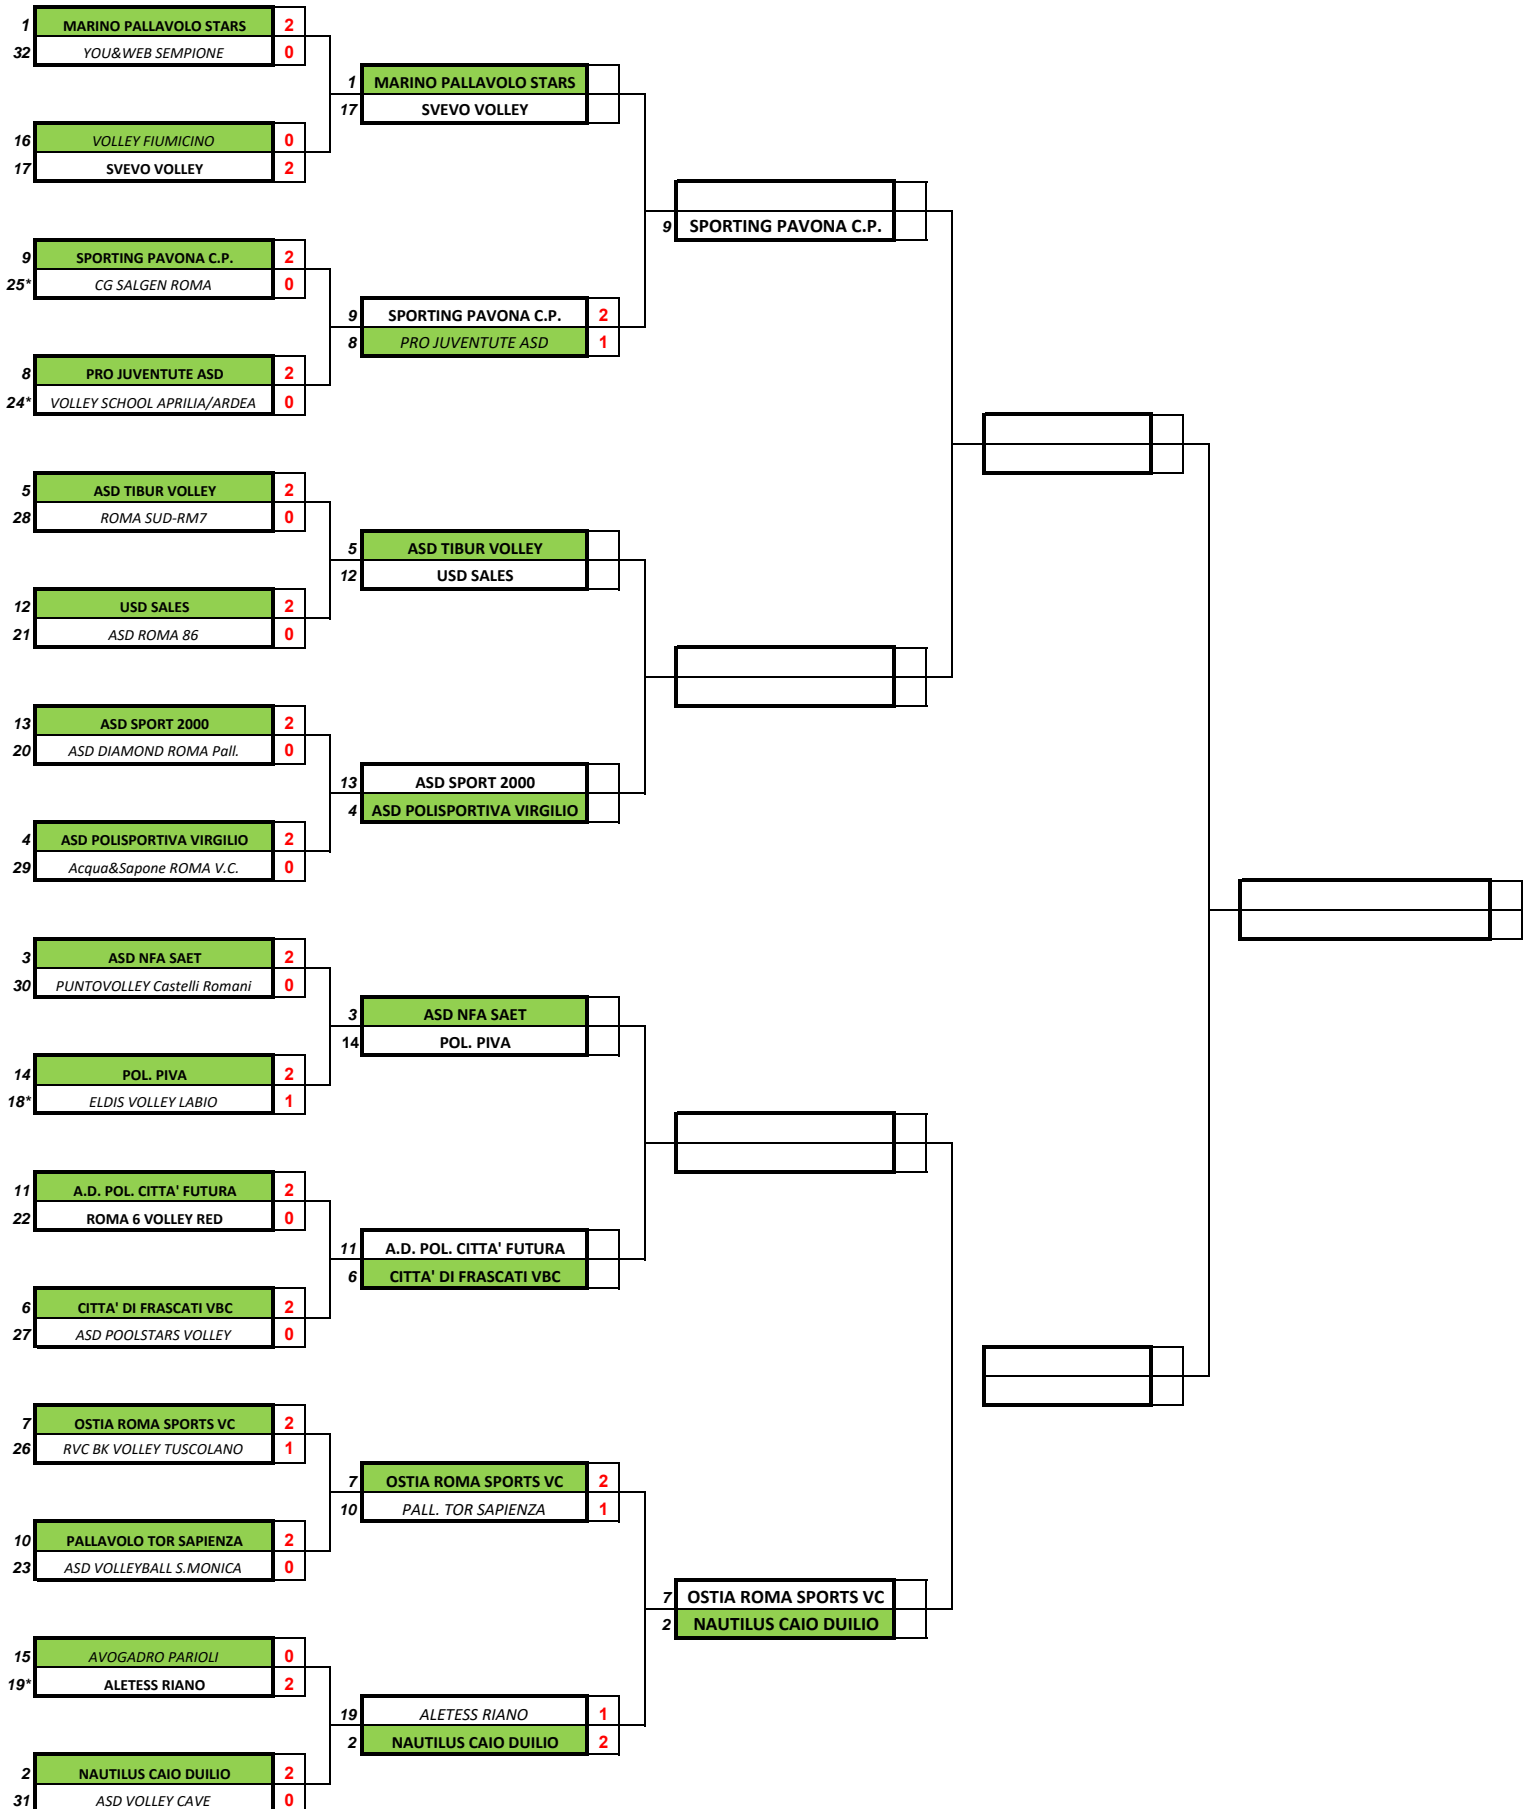 1 MARINO PALLAVOLO STARS 2
32 YOU&WEB SEMPIONE 0
1 MARINO PALLAVOLO STARS
17 SVEVO VOLLEY
16 VOLLEY FIUMICINO 0
17 SVEVO VOLLEY 2
9 SPORTING PAVONA C.P.
9 SPORTING PAVONA C.P. 2
25* CG SALGEN ROMA 0
9 SPORTING PAVONA C.P. 2
8 PRO JUVENTUTE ASD 1
8 PRO JUVENTUTE ASD 2
24* VOLLEY SCHOOL APRILIA/ARDEA 0
5 ASD TIBUR VOLLEY 2
28 ROMA SUD-RM7 0
5 ASD TIBUR VOLLEY
12 USD SALES
12 USD SALES 2
21 ASD ROMA 86 0
13 ASD SPORT 2000 2
20 ASD DIAMOND ROMA Pall. 0
13 ASD SPORT 2000
4 ASD POLISPORTIVA VIRGILIO
4 ASD POLISPORTIVA VIRGILIO 2
29 Acqua&Sapone ROMA V.C. 0
3 ASD NFA SAET 2
30 PUNTOVOLLEY Castelli Romani 0
3 ASD NFA SAET
14 POL. PIVA
14 POL. PIVA 2
18* ELDIS VOLLEY LABIO 1
11 A.D. POL. CITTA' FUTURA 2
22 ROMA 6 VOLLEY RED 0
11 A.D. POL. CITTA' FUTURA
6 CITTA' DI FRASCATI VBC
6 CITTA' DI FRASCATI VBC 2
27 ASD POOLSTARS VOLLEY 0
7 OSTIA ROMA SPORTS VC 2
26 RVC BK VOLLEY TUSCOLANO 1
7 OSTIA ROMA SPORTS VC 2
10 PALL. TOR SAPIENZA 1
10 PALLAVOLO TOR SAPIENZA 2
23 ASD VOLLEYBALL S.MONICA 0
7 OSTIA ROMA SPORTS VC
2 NAUTILUS CAIO DUILIO
15 AVOGADRO PARIOLI 0
19* ALETESS RIANO 2
19 ALETESS RIANO 1
2 NAUTILUS CAIO DUILIO 2
2 NAUTILUS CAIO DUILIO 2
31 ASD VOLLEY CAVE 0